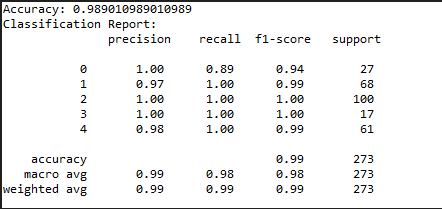 Accuracy: 0.989010989010989
Classification Report:
precision recall f1-score support
0 1.00 0.89 0.94 27
1 0.97 1.00 0.99 68
2 1.00 1.00 1.00 100
3 1.00 1.00 1.00 17
4 0.98 1.00 0.99 61
accuracy 0.99 273
macro avg 0.99 0.98 0.98 273
weighted avg 0.99 0.99 0.99 273